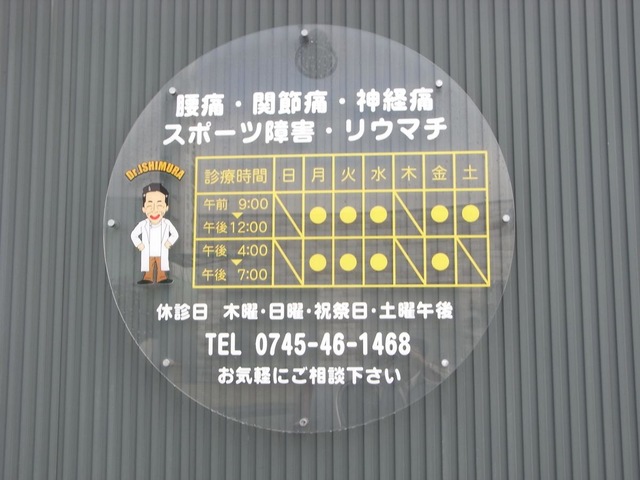 腰痛・関節痛・神経痛
スポーツ障害・リウマチ
Dr.ISHIMURA
診療時間 日 月 火 水 木 金 土
午前 9:00
午後12:00
午後 4:00
午後 7:00
休診日 木曜・日曜・祝祭日・土曜午後
TEL 0745-46-1468
お気軽にご相談下さい